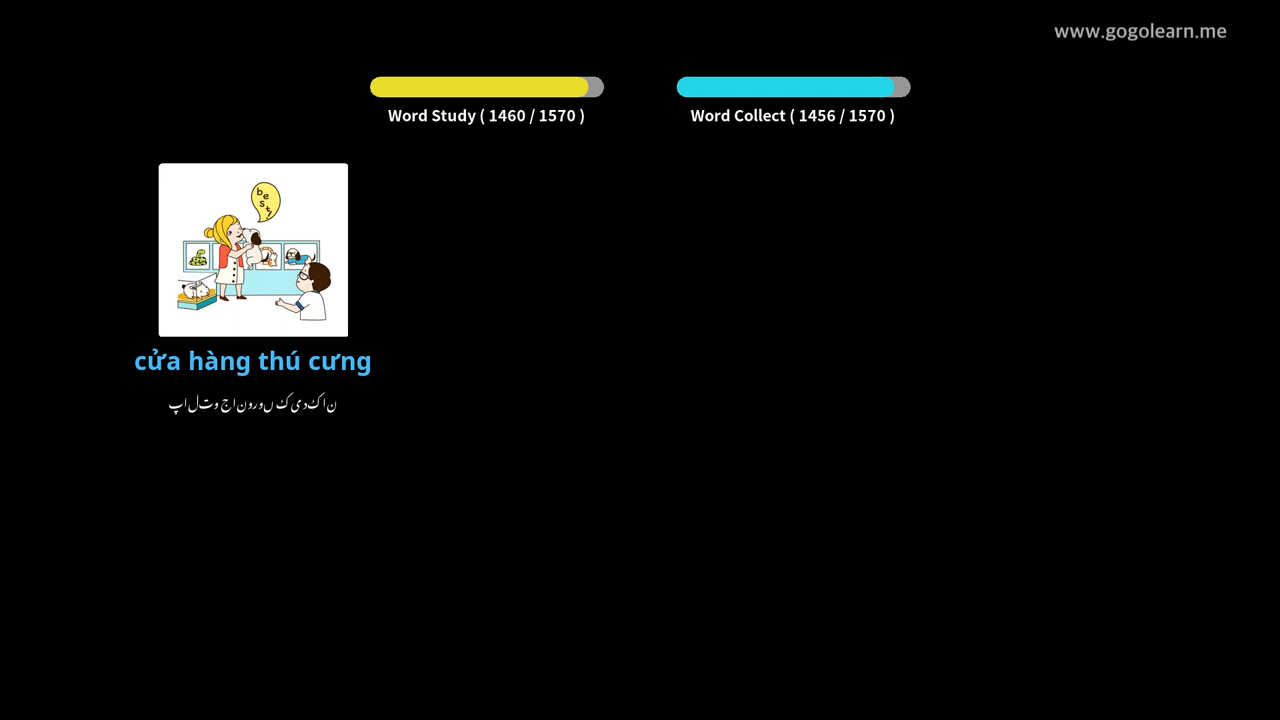 www.gogolearn.me
Word Study ( 1460 / 1570 )
Word Collect ( 1456 / 1570 )
best!
cửa hàng thú cưng
پالتو جانوروں کی دکان